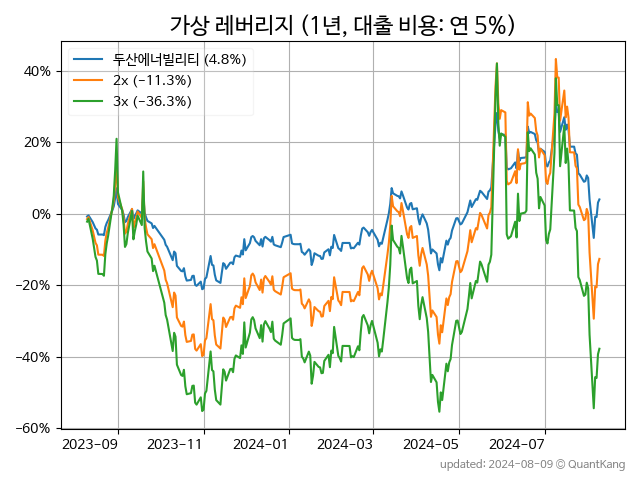 가상 레버리지 (1년, 대출 비용: 연 5%)
두산에너빌리티 (4.8%)
2x (−11.3%)
3x (−36.3%)
40%
20%
0%
−20%
−40%
−60%
2023-09 2023-11 2024-01 2024-03 2024-05 2024-07
updated: 2024-08-09 © QuantKang